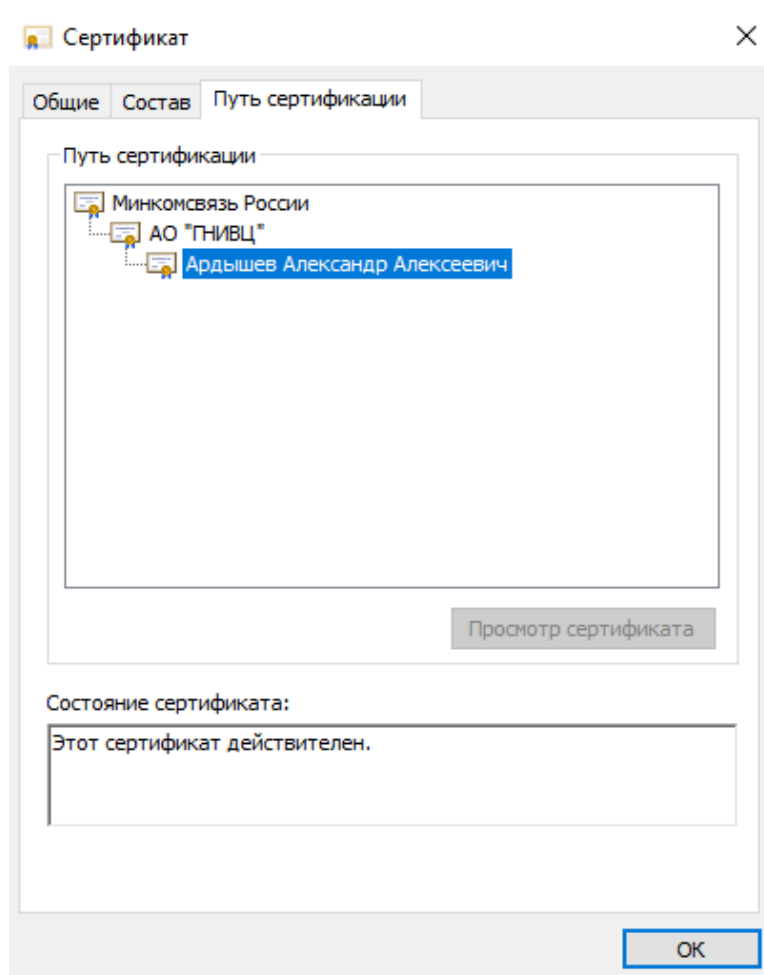 Сертификат
Общие Состав Путь сертификации
Путь сертификации
Минкомсвязь России
АО "ГНИВЦ"
Ардышев Александр Алексеевич
Просмотр сертификата
Состояние сертификата:
Этот сертификат действителен.
ОК